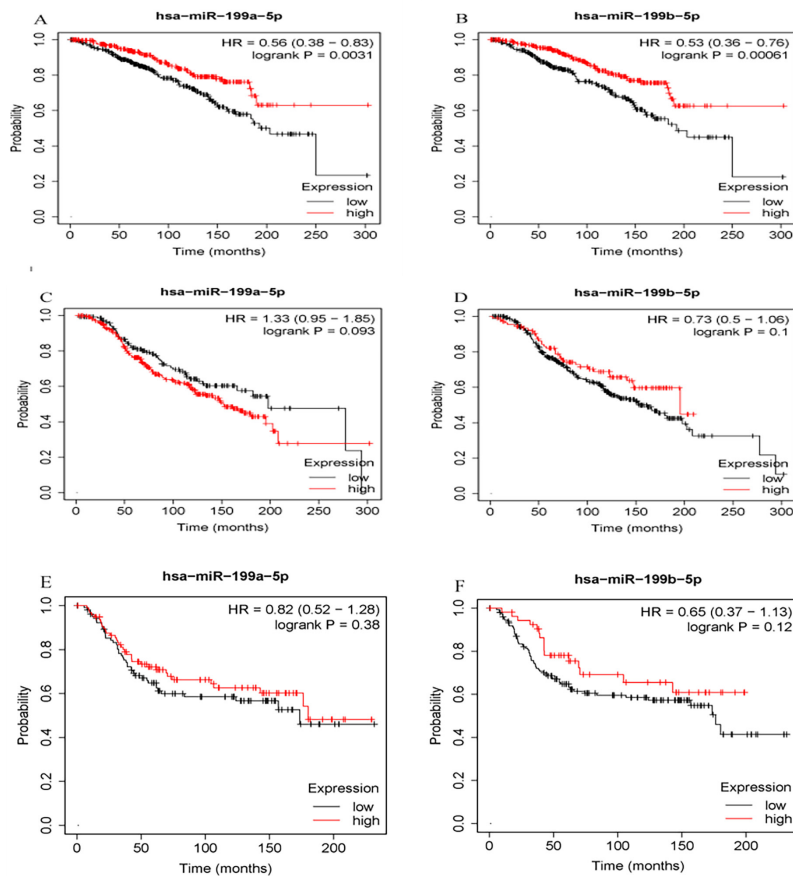 A
hsa−miR−199a−5p
HR = 0.56 (0.38 − 0.83)
logrank P = 0.0031
Probability
1.0
0.8
0.6
0.4
0.2
0.0
Expression
low
high
0 50 100 150 200 250 300
Time (months)
B
hsa−miR−199b−5p
HR = 0.53 (0.36 − 0.76)
logrank P = 0.00061
Probability
1.0
0.8
0.6
0.4
0.2
0.0
Expression
low
high
0 50 100 150 200 250 300
Time (months)
C
hsa−miR−199a−5p
HR = 1.33 (0.95 − 1.85)
logrank P = 0.093
Probability
1.0
0.8
0.6
0.4
0.2
0.0
Expression
low
high
0 50 100 150 200 250 300
Time (months)
D
hsa−miR−199b−5p
HR = 0.73 (0.5 − 1.06)
logrank P = 0.1
Probability
1.0
0.8
0.6
0.4
0.2
0.0
Expression
low
high
0 50 100 150 200 250 300
Time (months)
E
hsa−miR−199a−5p
HR = 0.82 (0.52 − 1.28)
logrank P = 0.38
Probability
1.0
0.8
0.6
0.4
0.2
0.0
Expression
low
high
0 50 100 150 200
Time (months)
F
hsa−miR−199b−5p
HR = 0.65 (0.37 − 1.13)
logrank P = 0.12
Probability
1.0
0.8
0.6
0.4
0.2
0.0
Expression
low
high
0 50 100 150 200
Time (months)